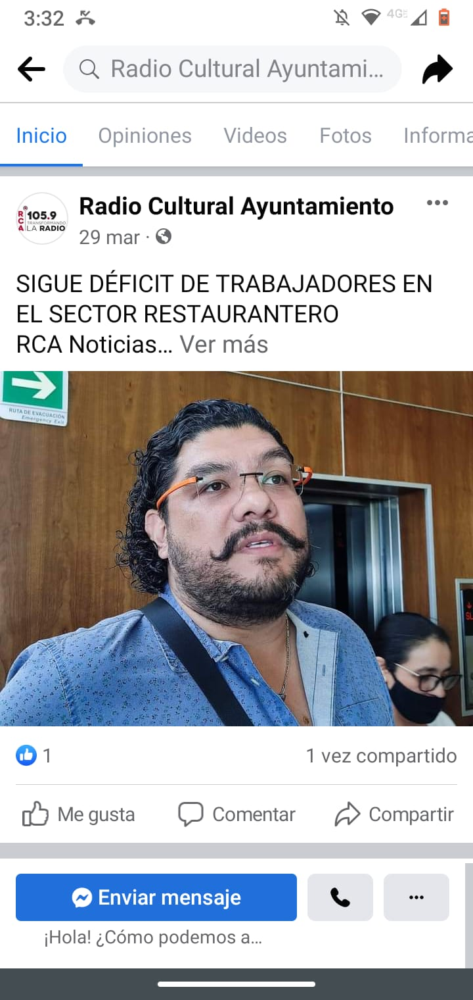 3:32
4G
Radio Cultural Ayuntami...
Inicio Opiniones Videos Fotos Informa
RCA 105.9
TRANSFORMANDO
LA RADIO
Radio Cultural Ayuntamiento
29 mar ·
SIGUE DÉFICIT DE TRABAJADORES EN
EL SECTOR RESTAURANTERO
RCA Noticias... Ver más
RUTA DE EVACUACIÓN
Emergency Exit
1
1 vez compartido
Me gusta Comentar Compartir
Enviar mensaje
¡Hola! ¿Cómo podemos a...